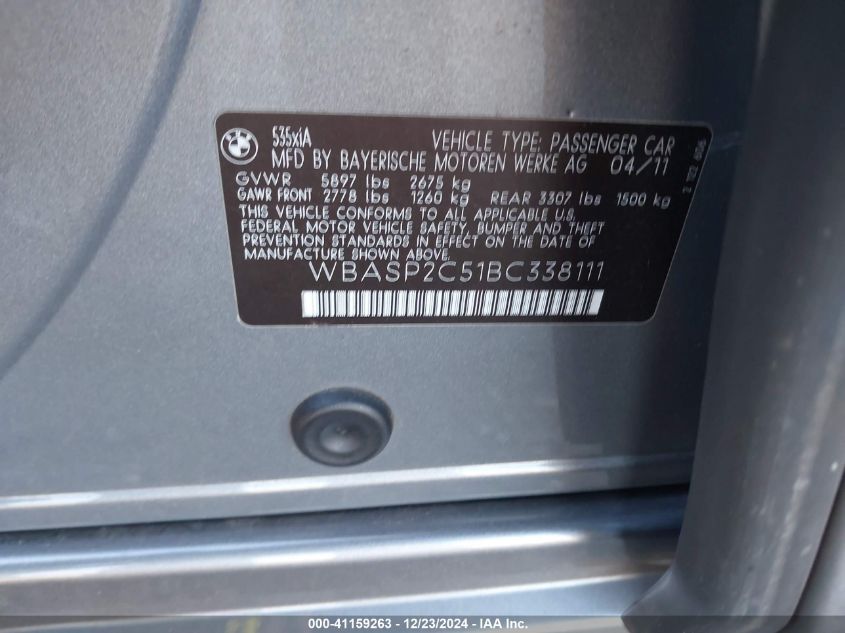 BMW
535xiA
VEHICLE TYPE: PASSENGER CAR
MFD BY BAYERISCHE MOTOREN WERKE AG 04/11
GVWR 5897 lbs 2675 kg
GAWR FRONT 2778 lbs 1260 kg REAR 3307 lbs 1500 kg
THIS VEHICLE CONFORMS TO ALL APPLICABLE U.S.
FEDERAL MOTOR VEHICLE SAFETY, BUMPER AND THEFT
PREVENTION STANDARDS IN EFFECT ON THE DATE OF
MANUFACTURE SHOWN ABOVE.
WBASP2C51BC338111
000-41159263 - 12/23/2024 - IAA Inc.